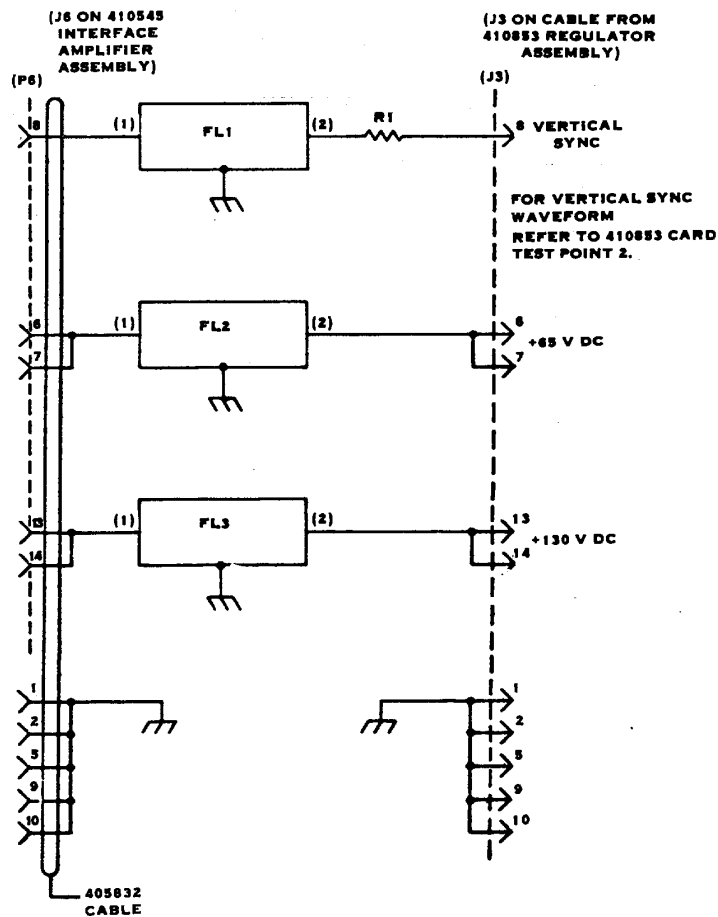 (J6 ON 410545
INTERFACE
AMPLIFIER
ASSEMBLY)
(J3 ON CABLE FROM
410853 REGULATOR
ASSEMBLY)
(P6)
(J3)
8
(1)
FL1
(2)
R1
8
VERTICAL
SYNC
FOR VERTICAL SYNC
WAVEFORM
REFER TO 410853 CARD
TEST POINT 2.
6
(1)
FL2
(2)
6
+65 V DC
7
7
13
(1)
FL3
(2)
13
+130 V DC
14
14
1
1
2
2
5
5
9
9
10
10
405832
CABLE